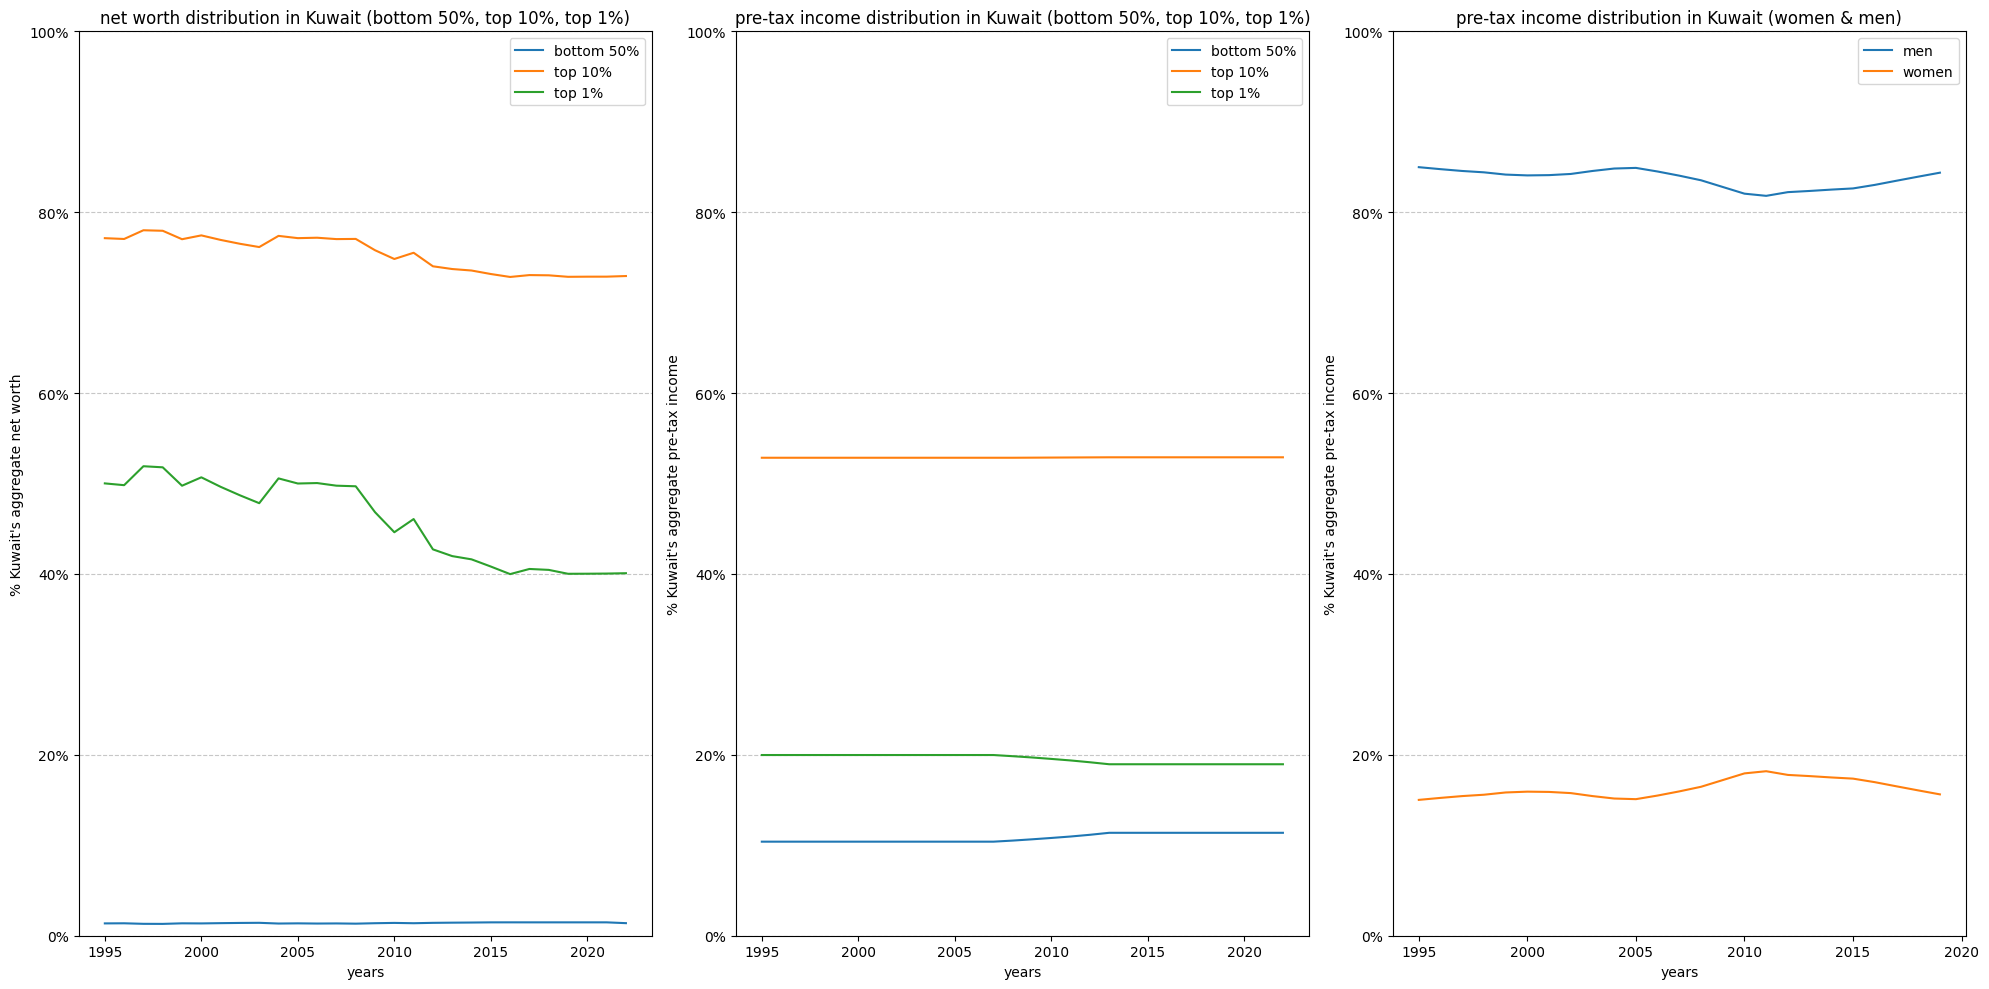 net worth distribution in Kuwait (bottom 50%, top 10%, top 1%)
100%
80%
60%
40%
20%
0%
% Kuwait's aggregate net worth
bottom 50%
top 10%
top 1%
1995 2000 2005 2010 2015 2020
years
pre-tax income distribution in Kuwait (bottom 50%, top 10%, top 1%)
100%
80%
60%
40%
20%
0%
% Kuwait's aggregate pre-tax income
bottom 50%
top 10%
top 1%
1995 2000 2005 2010 2015 2020
years
pre-tax income distribution in Kuwait (women & men)
100%
80%
60%
40%
20%
0%
% Kuwait's aggregate pre-tax income
men
women
1995 2000 2005 2010 2015 2020
years